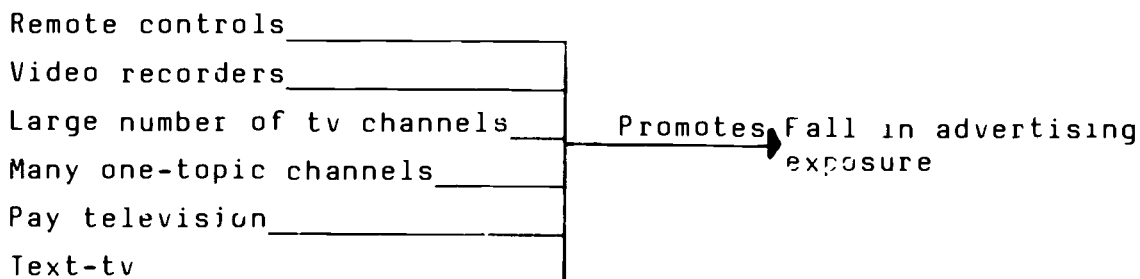 Remote controls
Video recorders
Large number of tv channels
Promotes
Fall in advertising
exposure
Many one-topic channels
Pay television
Text-tv